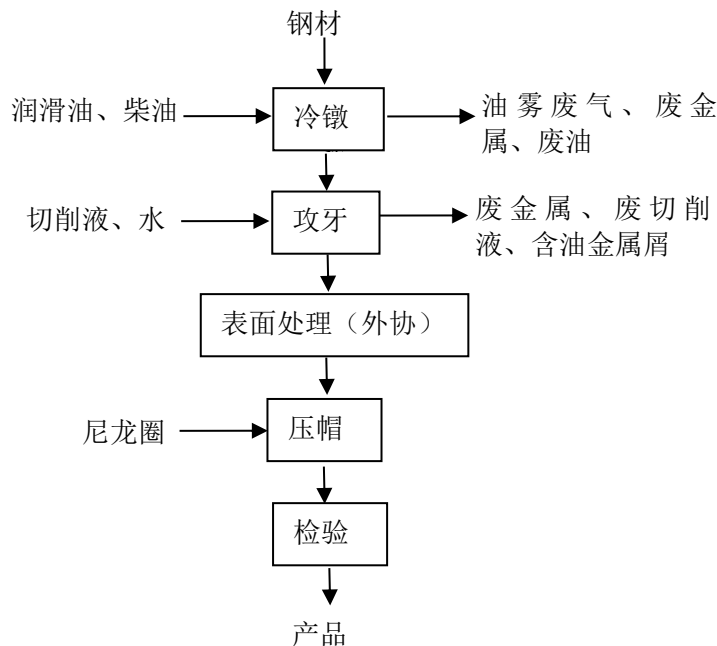 钢材
润滑油、柴油
冷镦
油雾废气、废金
属、废油
切削液、水
攻牙
废金属、废切削
液、含油金属屑
表面处理（外协）
尼龙圈
压帽
检验
产品